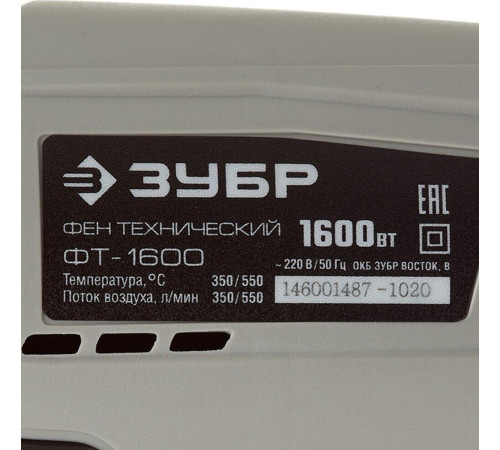 ЗУБР
EAC
ФЕН ТЕХНИЧЕСКИЙ 1600ВТ
ФТ-1600
~ 220 В/50 Гц ОКБ ЗУБР ВОСТОК, В
Температура, °С 350/550
Поток воздуха, л/мин 350/550
146001487-1020